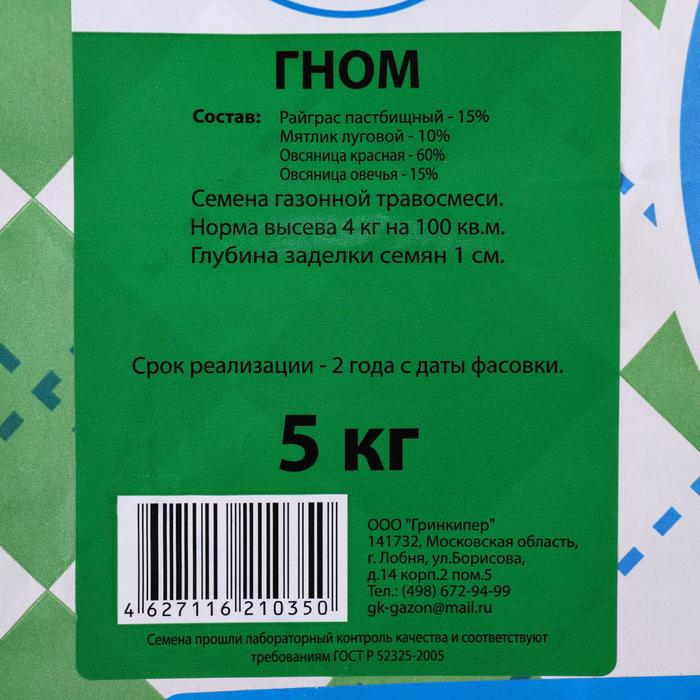 ГНОМ
Состав: Райграс пастбищный - 15%
Мятлик луговой - 10%
Овсяница красная - 60%
Овсяница овечья - 15%
Семена газонной травосмеси.
Норма высева 4 кг на 100 кв.м.
Глубина заделки семян 1 см.
Срок реализации - 2 года с даты фасовки.
5 кг
4 627116 210350
ООО "Гринкипер"
141732, Московская область,
г. Лобня, ул.Борисова,
д.14 корп.2 пом.5
Тел.: (498) 672-94-99
gk-gazon@mail.ru
Семена прошли лабораторный контроль качества и соответствуют
требованиям ГОСТ Р 52325-2005